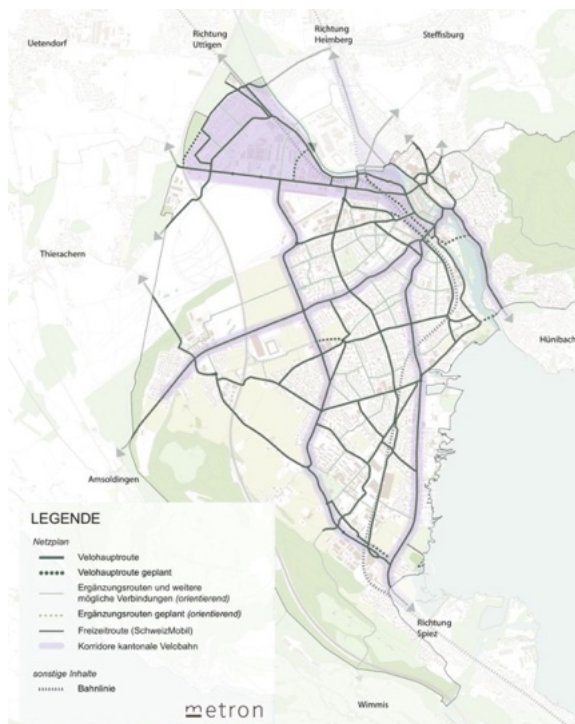 Uetendorf
Richtung
Uttigen
Richtung
Heimberg
Steffisburg
Thierachern
Hünibach
Amsoldingen
LEGENDE
Netzplan
Velohauptroute
Velohauptroute geplant
Ergänzungsrouten und weitere
mögliche Verbindungen (orientierend)
Ergänzungsrouten geplant (orientierend)
Freizeitroute (SchweizMobil)
Korridore kantonale Velobahn
sonstige Inhalte
Bahnlinie
Richtung
Spiez
metron
Wimmis